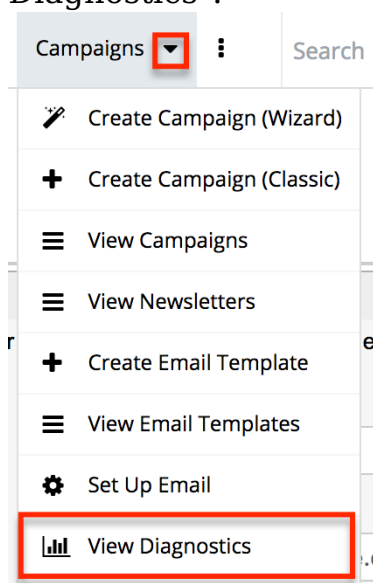 Diagnostics".
Campaigns
Search
Create Campaign (Wizard)
Create Campaign (Classic)
View Campaigns
View Newsletters
Create Email Template
View Email Templates
Set Up Email
View Diagnostics